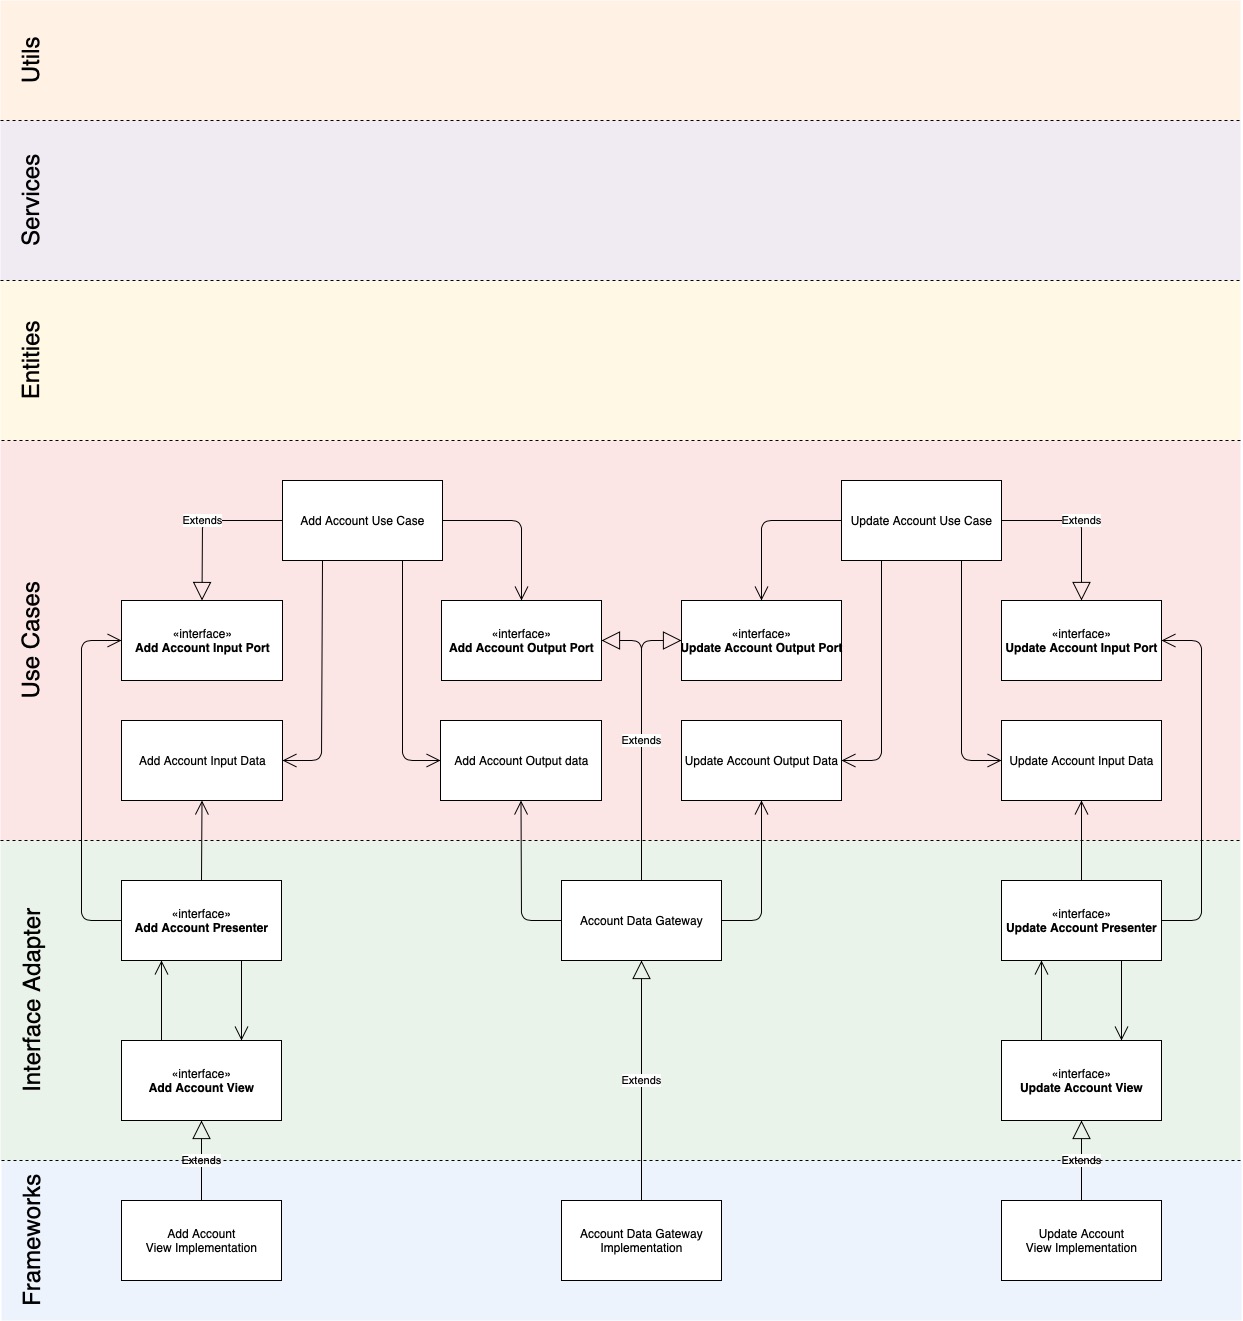 Utils
Services
Entities
Use Cases
Add Account Use Case
Update Account Use Case
Extends
Extends
«interface»
Add Account Input Port
«interface»
Add Account Output Port
«interface»
Update Account Output Port
«interface»
Update Account Input Port
Extends
Add Account Input Data
Add Account Output data
Update Account Output Data
Update Account Input Data
Interface Adapter
«interface»
Add Account Presenter
Account Data Gateway
«interface»
Update Account Presenter
«interface»
Add Account View
Extends
«interface»
Update Account View
Extends
Extends
Frameworks
Add Account
View Implementation
Account Data Gateway
Implementation
Update Account
View Implementation